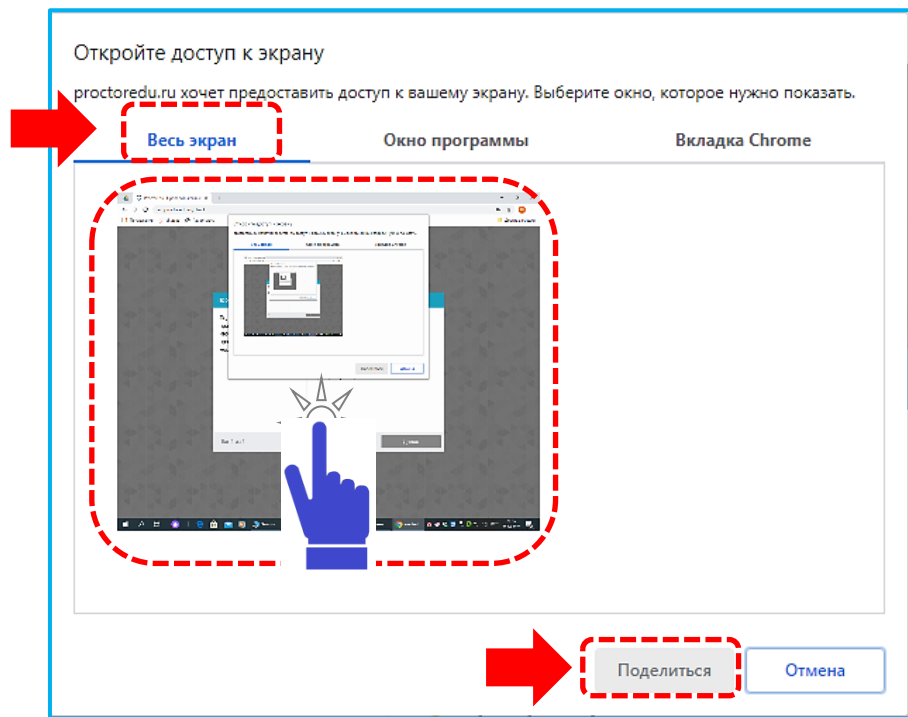 Откройте доступ к экрану
proctoredu.ru хочет предоставить доступ к вашему экрану. Выберите окно, которое нужно показать.
Весь экран Окно программы Вкладка Chrome
Поделиться Отмена